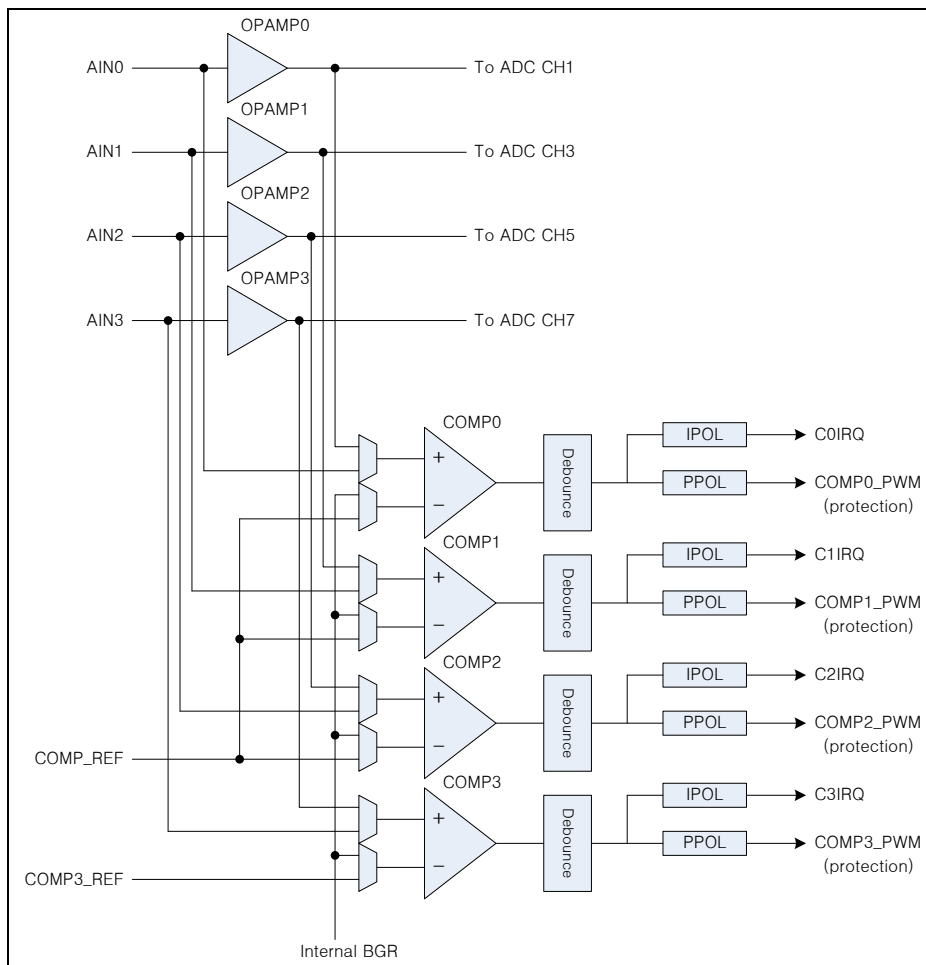 OPAMP0
AIN0
To ADC CH1
OPAMP1
AIN1
To ADC CH3
OPAMP2
AIN2
To ADC CH5
OPAMP3
AIN3
To ADC CH7
COMP0
+
−
Debounce
IPOL
C0IRQ
PPOL
COMP0_PWM
(protection)
COMP1
+
−
Debounce
IPOL
C1IRQ
PPOL
COMP1_PWM
(protection)
COMP2
+
−
Debounce
IPOL
C2IRQ
PPOL
COMP2_PWM
(protection)
COMP_REF
COMP3
+
−
Debounce
IPOL
C3IRQ
PPOL
COMP3_PWM
(protection)
COMP3_REF
Internal BGR